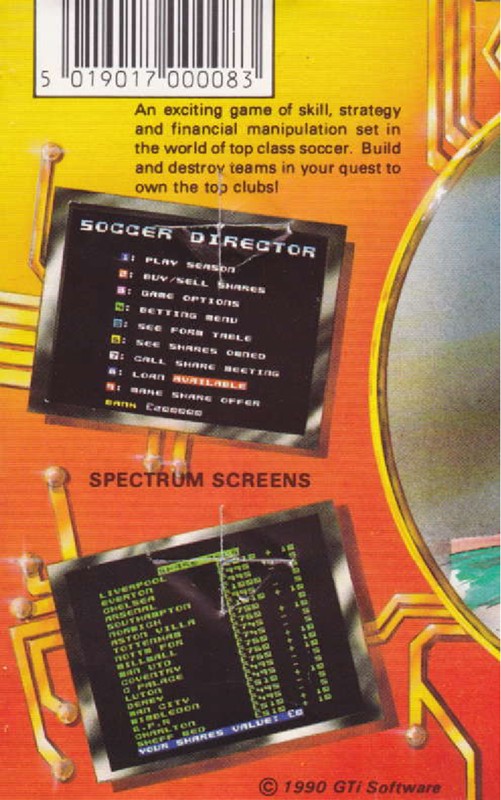 5 019017 000083
An exciting game of skill, strategy
and financial manipulation set in
the world of top class soccer. Build
and destroy teams in your quest to
own the top clubs!
SOCCER DIRECTOR
1: PLAY SEASON
2: BUY/SELL SHARES
3: GAME OPTIONS
4: BETTING MENU
5: SEE FORM TABLE
6: SEE SHARES OWNED
7: CALL SHARE MEETING
8: LOAN AVAILABLE
9: MAKE SHARE OFFER
BANK
SPECTRUM SCREENS
LIVERPOOL
EVERTON
CHELSEA
ARSENAL
SOUTHAMPTON
NORWICH
ASTON VILLA
TOTTENHAM
NOTTM FOR
MILLWALL
MAN UTD
COVENTRY
C PALACE
LUTON
DERBY
MAN CITY
WIMBLEDON
Q.P.R
CHARLTON
SHEFF WED
YOUR SHARES VALUE: £0
© 1990 GTi Software